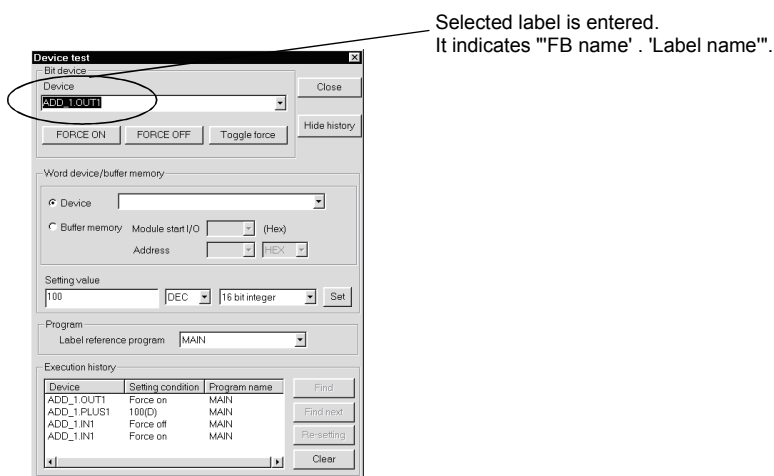 Selected label is entered.
It indicates "'FB name' . 'Label name'".
Device test
Bit device
Device
Close
ADD_1.OUT1
FORCE ON FORCE OFF Toggle force
Hide history
Word device/buffer memory
Device
Buffer memory Module start I/O (Hex)
Address HEX
Setting value
100 DEC 16 bit integer Set
Program
Label reference program MAIN
Execution history
Device Setting condition Program name
ADD_1.OUT1 Force on MAIN
ADD_1.PLUS1 100(D) MAIN
ADD_1.IN1 Force off MAIN
ADD_1.IN1 Force on MAIN
Find
Find next
Re-setting
Clear